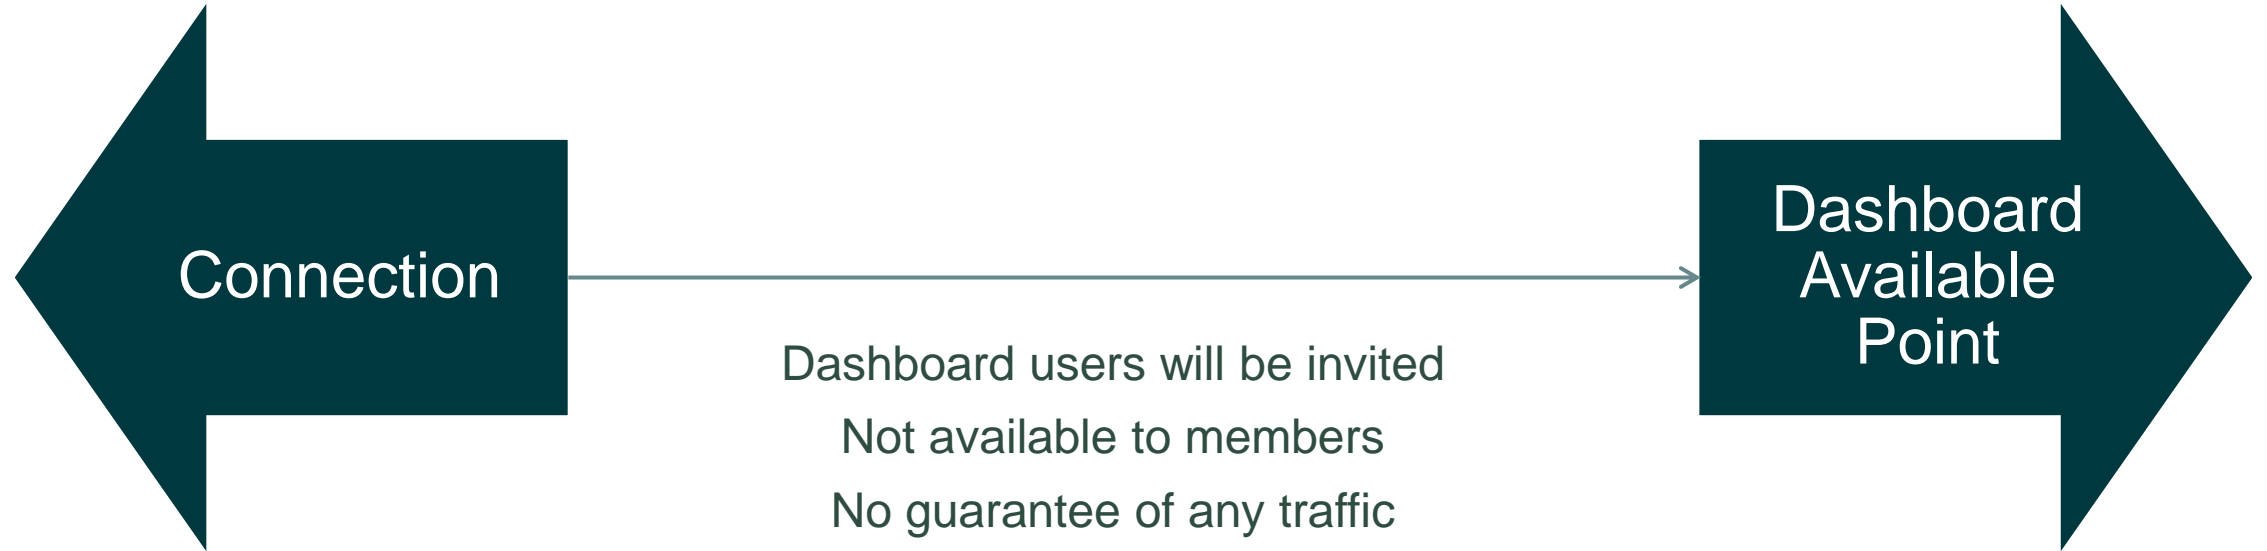 Connection
Dashboard
Available
Point
Dashboard users will be invited
Not available to members
No guarantee of any traffic